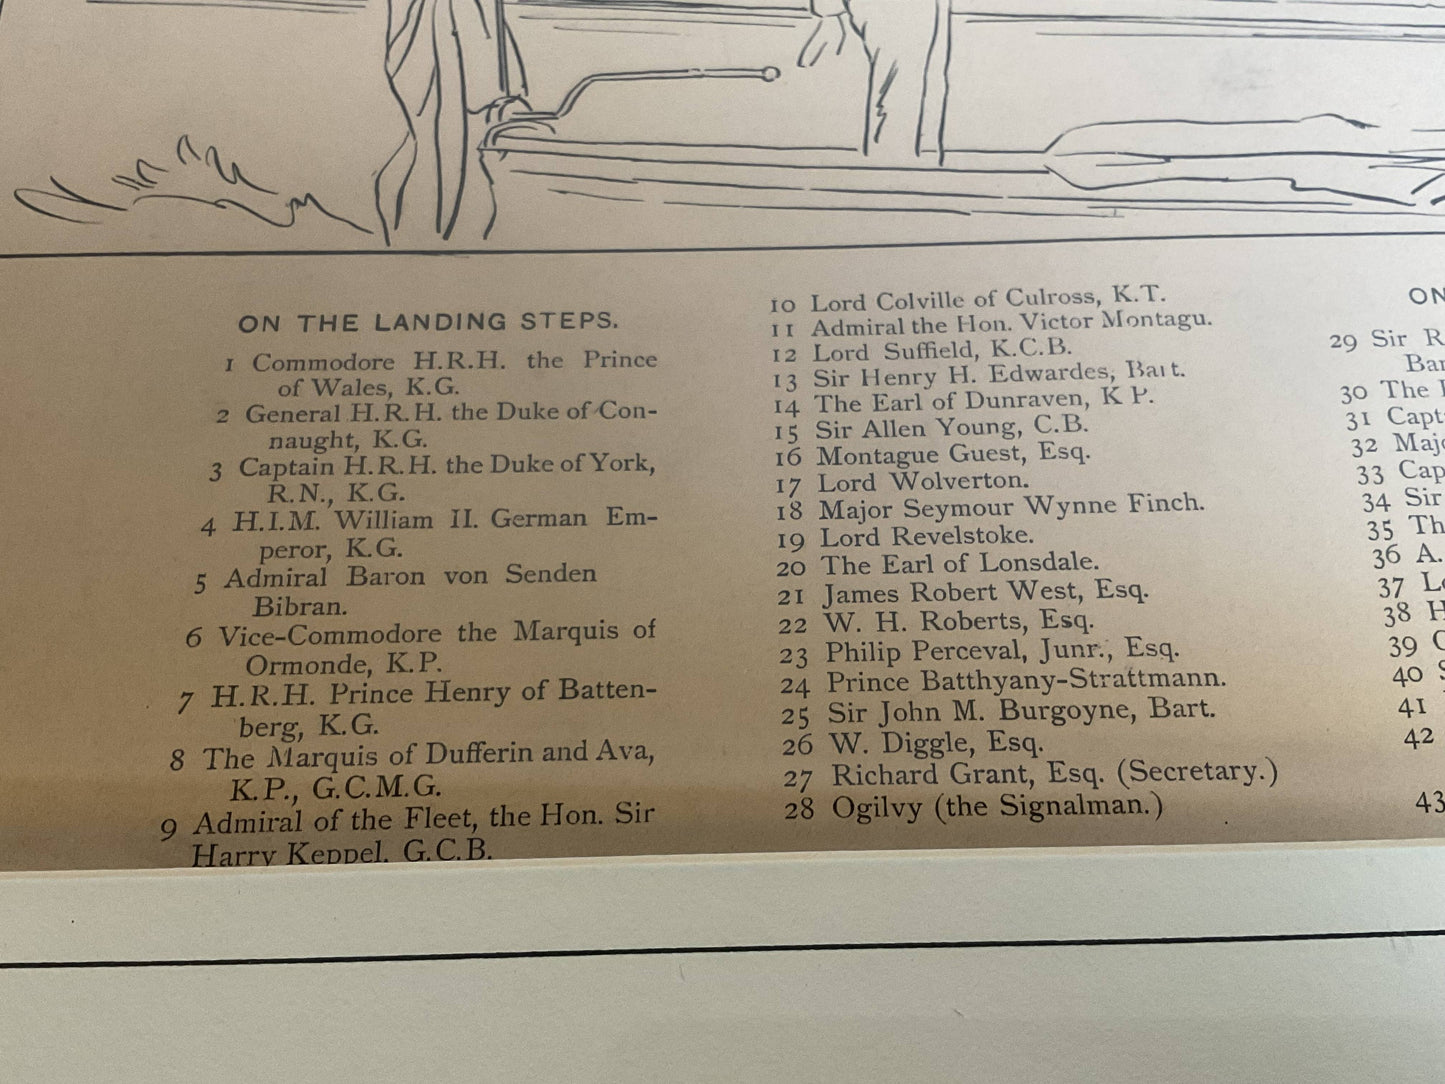 ON THE LANDING STEPS.
1 Commodore H.R.H. the Prince
of Wales, K.G.
2 General H.R.H. the Duke of Con-
naught, K.G.
3 Captain H.R.H. the Duke of York,
R.N., K.G.
4 H.I.M. William II. German Em-
peror, K.G.
5 Admiral Baron von Senden
Bibran.
6 Vice-Commodore the Marquis of
Ormonde, K.P.
7 H.R.H. Prince Henry of Batten-
berg, K.G.
8 The Marquis of Dufferin and Ava,
K.P., G.C.M.G.
9 Admiral of the Fleet, the Hon. Sir
Harry Keppel, G.C.B.
10 Lord Colville of Culross, K.T.
11 Admiral the Hon. Victor Montagu.
12 Lord Suffield, K.C.B.
13 Sir Henry H. Edwardes, Bart.
14 The Earl of Dunraven, K P.
15 Sir Allen Young, C.B.
16 Montague Guest, Esq.
17 Lord Wolverton.
18 Major Seymour Wynne Finch.
19 Lord Revelstoke.
20 The Earl of Lonsdale.
21 James Robert West, Esq.
22 W. H. Roberts, Esq.
23 Philip Perceval, Junr., Esq.
24 Prince Batthyany-Strattmann.
25 Sir John M. Burgoyne, Bart.
26 W. Diggle, Esq.
27 Richard Grant, Esq. (Secretary.)
28 Ogilvy (the Signalman.)
ON
29 Sir R
Bar
30 The
31 Capt
32 Maj
33 Cap
34 Sir
35 Th
36 A.
37 L
38 H
39
40 S
41
42
43